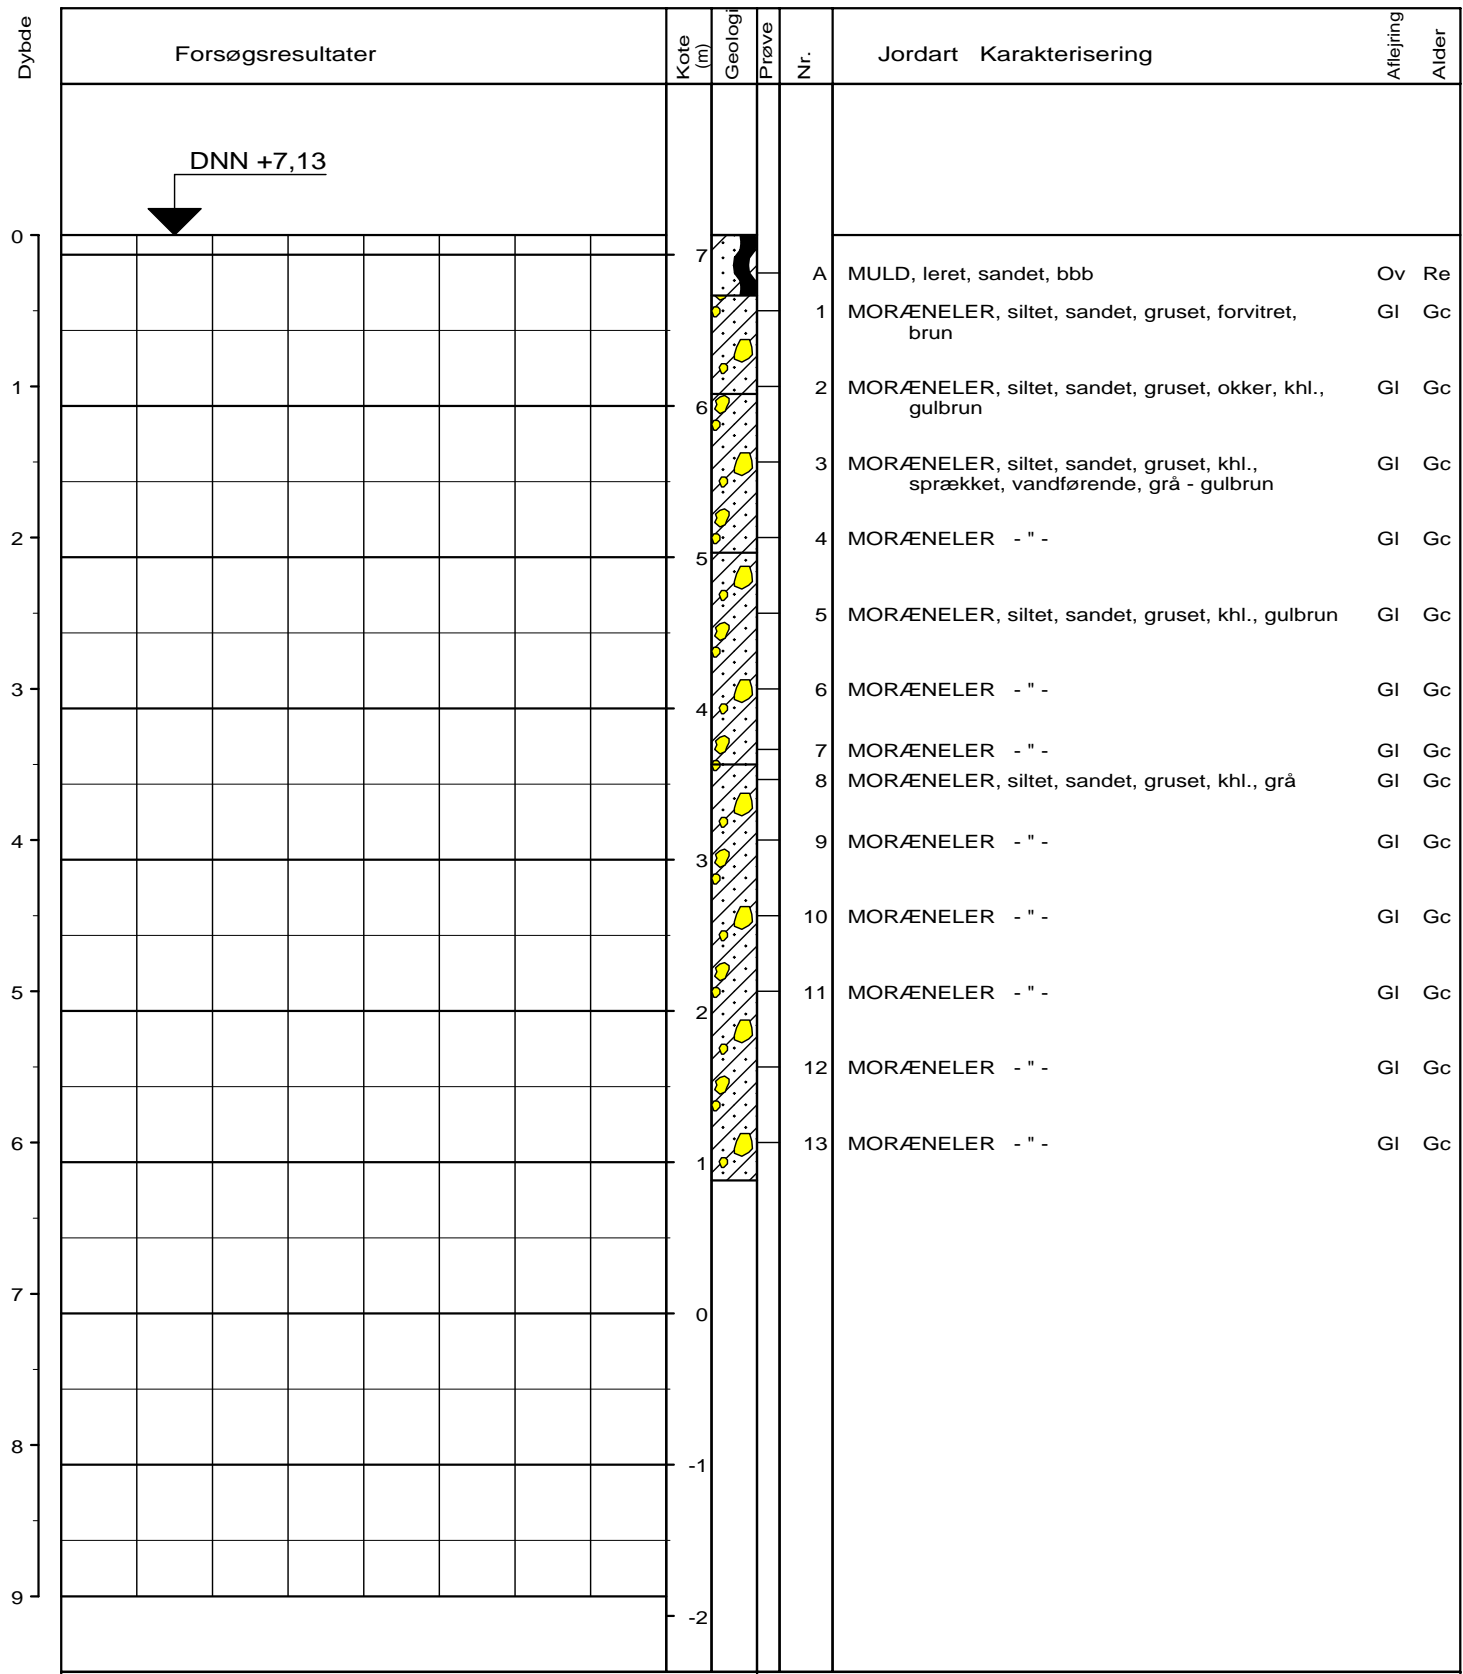 Dybde
Forsøgsresultater
Kote
(m)
Geologi
Prøve
Nr.
Jordart Karakterisering
Aflejring
Alder
DNN +7,13
0
7
A MULD, leret, sandet, bbb Ov Re
1 MORÆNELER, siltet, sandet, gruset, forvitret, Gl Gc
brun
1
2 MORÆNELER, siltet, sandet, gruset, okker, khl., Gl Gc
6
gulbrun
3 MORÆNELER, siltet, sandet, gruset, khl., Gl Gc
sprækket, vandførende, grå - gulbrun
2
4 MORÆNELER - " - Gl Gc
5
5 MORÆNELER, siltet, sandet, gruset, khl., gulbrun Gl Gc
3
6 MORÆNELER - " - Gl Gc
4
7 MORÆNELER - " - Gl Gc
8 MORÆNELER, siltet, sandet, gruset, khl., grå Gl Gc
4
9 MORÆNELER - " - Gl Gc
3
10 MORÆNELER - " - Gl Gc
5
11 MORÆNELER - " - Gl Gc
2
12 MORÆNELER - " - Gl Gc
6
13 MORÆNELER - " - Gl Gc
1
7
0
8
-1
9
-2